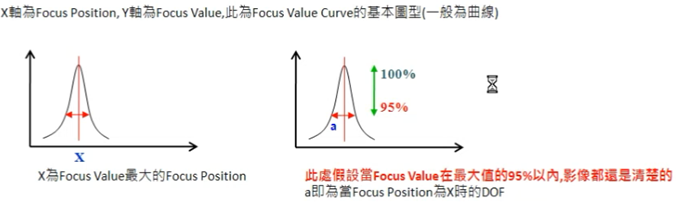 X軸為Focus Position, Y軸為Focus Value,此為Focus Value Curve的基本圖型(一般為曲線)
100%
95%
a
X
X為Focus Value最大的Focus Position
此處假設當Focus Value在最大值的95%以內,影像都還是清楚的
a即為當Focus Position為X時的DOF